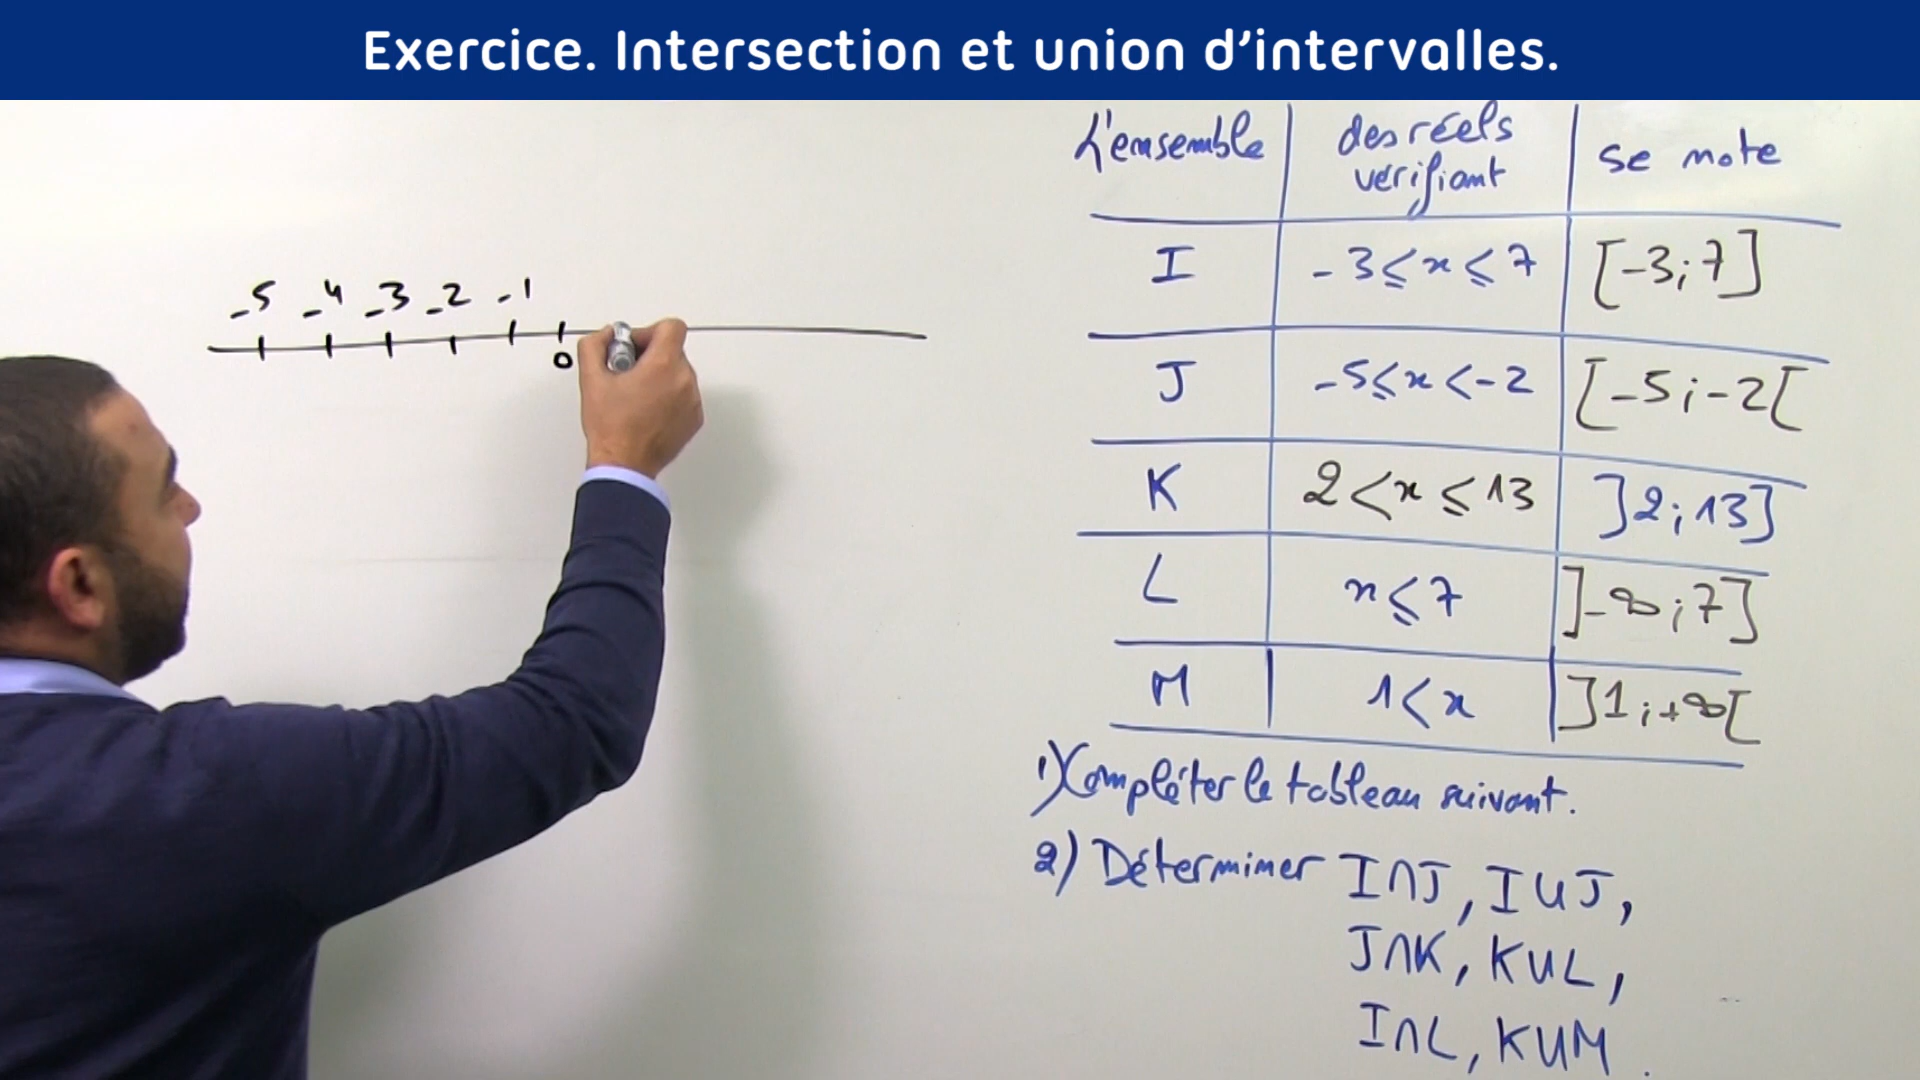 Exercice. Intersection et union d’intervalles.
-5 -4 -3 -2 -1
0
L'ensemble | des réels vérifiant | se note
I | -3 ⩽ x ⩽ 7 | [-3;7]
J | -5 ⩽ x < -2 | [-5;-2[
K | 2 < x ⩽ 13 | ]2;13]
L | x ⩽ 7 | ]-∞;7]
M | 1 < x | ]1;+∞[
1) Compléter le tableau suivant.
2) Déterminer I∩J, I∪J,
J∩K, K∪L,
I∩L, K∪M.